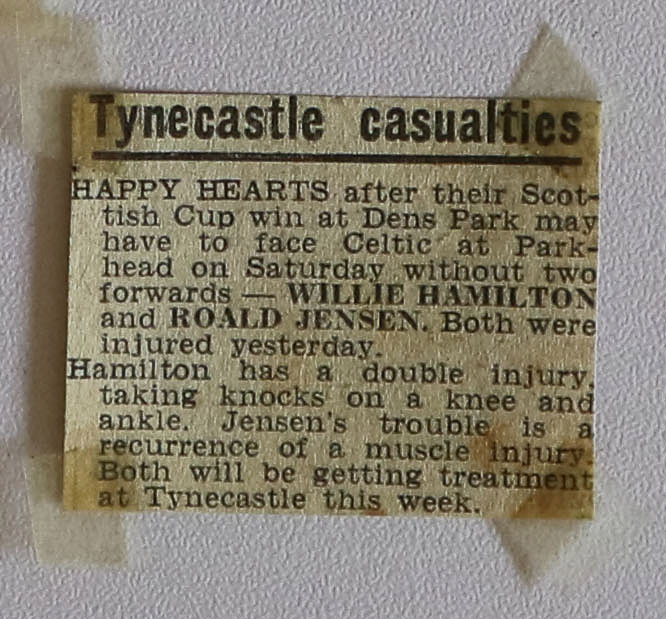 Tynecastle casualties
HAPPY HEARTS after their Scot-
tish Cup win at Dens Park may
have to face Celtic at Park-
head on Saturday without two
forwards — WILLIE HAMILTON
and ROALD JENSEN. Both were
injured yesterday.
Hamilton has a double injury,
taking knocks on a knee and
ankle. Jensen's trouble is a
recurrence of a muscle injury.
Both will be getting treatment
at Tynecastle this week.